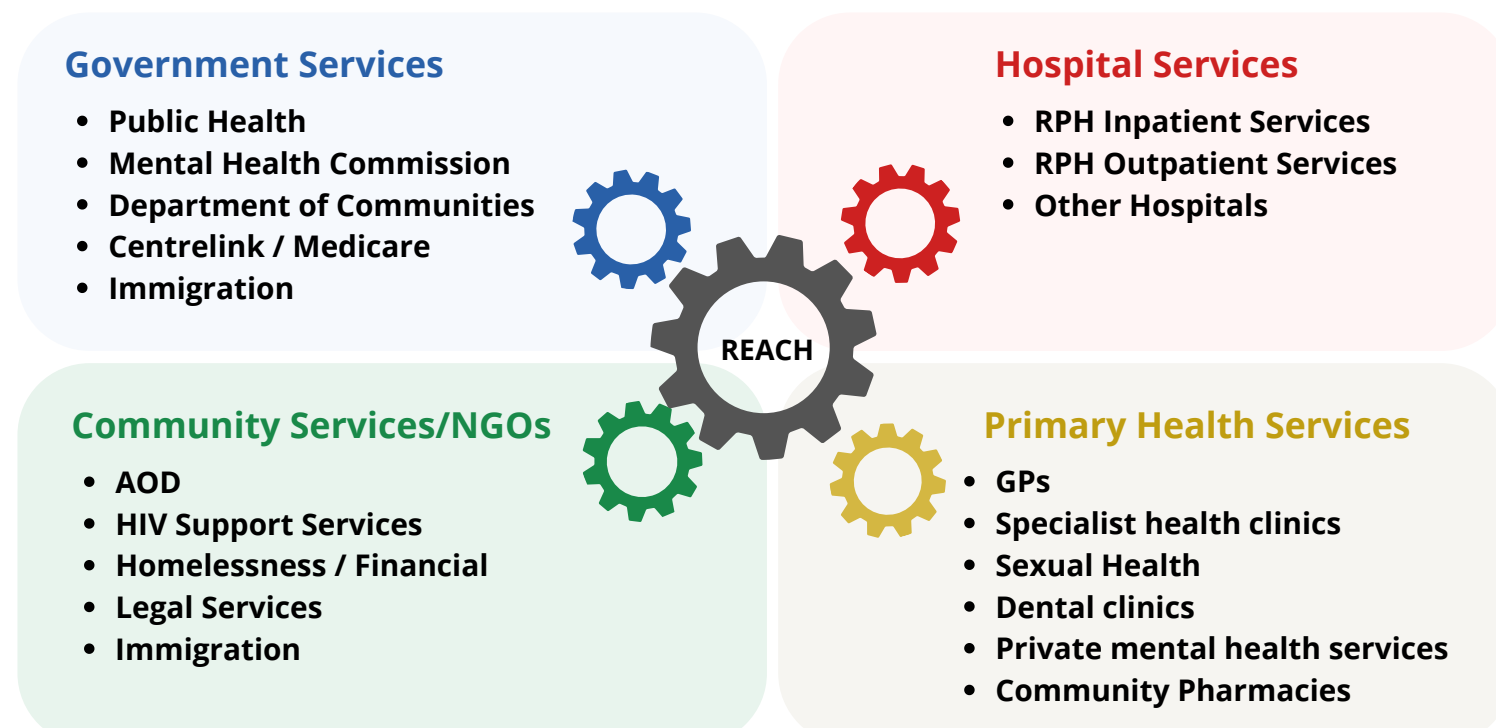 Government Services
• Public Health
• Mental Health Commission
• Department of Communities
• Centrelink / Medicare
• Immigration
Hospital Services
• RPH Inpatient Services
• RPH Outpatient Services
• Other Hospitals
REACH
Community Services/NGOs
• AOD
• HIV Support Services
• Homelessness / Financial
• Legal Services
• Immigration
Primary Health Services
• GPs
• Specialist health clinics
• Sexual Health
• Dental clinics
• Private mental health services
• Community Pharmacies